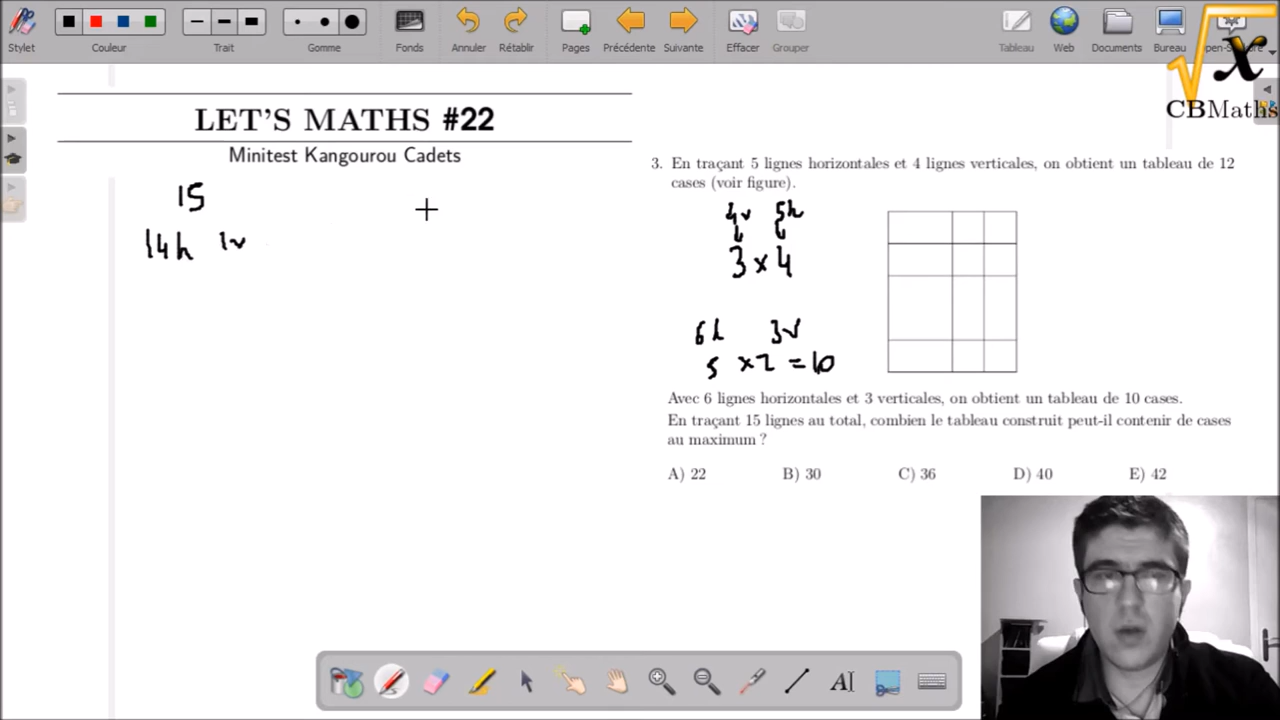 Stylet Couleur Trait Gomme Fonds Annuler Rétablir Pages Précédente Suivante Effacer Grouper Tableau Web Documents Bureau
CBMaths
LET'S MATHS #22
Minitest Kangourou Cadets
15
14h 1v
3. En traçant 5 lignes horizontales et 4 lignes verticales, on obtient un tableau de 12
cases (voir figure).
4v 5h
3 x 4
6h 3v
5 x 2 = 10
Avec 6 lignes horizontales et 3 verticales, on obtient un tableau de 10 cases.
En traçant 15 lignes au total, combien le tableau construit peut-il contenir de cases
au maximum ?
A) 22 B) 30 C) 36 D) 40 E) 42